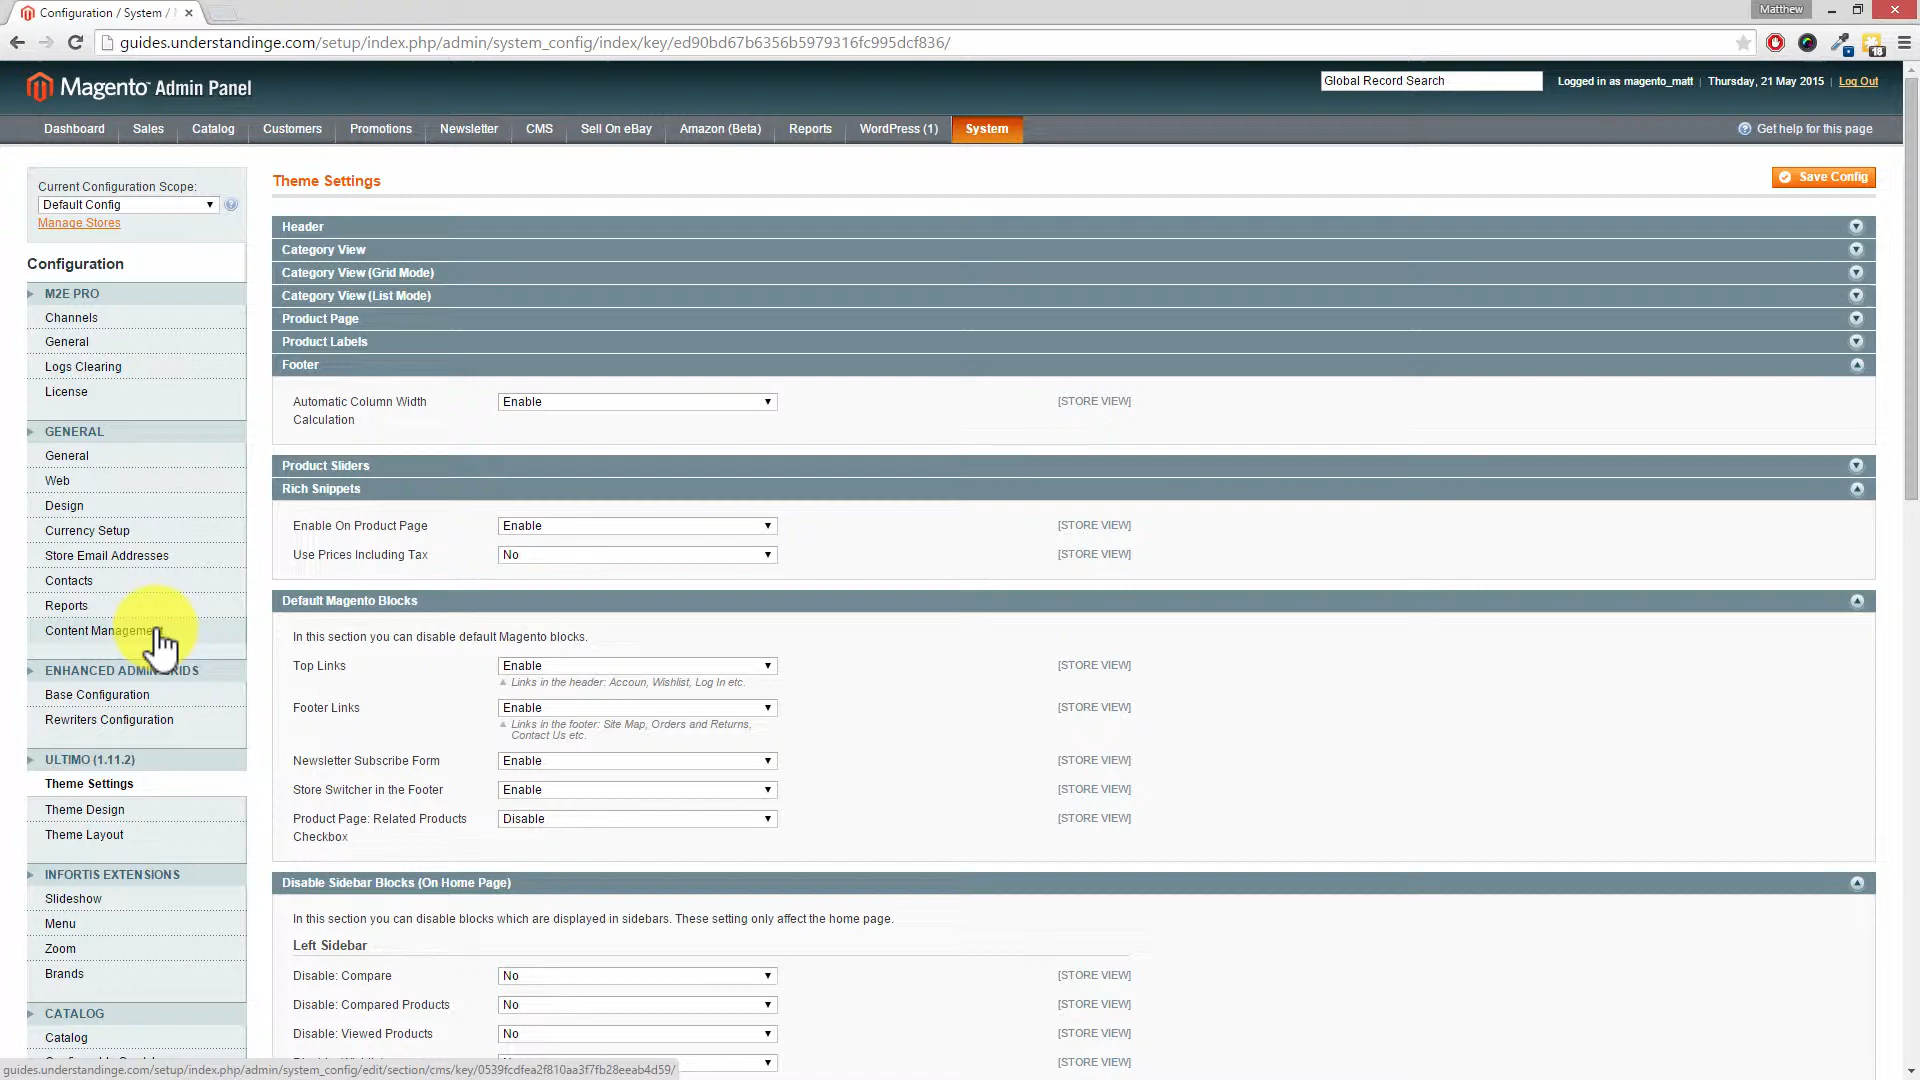 Configuration / System /
Matthew
guides.understandinge.com/setup/index.php/admin/system_config/index/key/ed90bd67b6356b5979316fc995dcf836/
18
Magento Admin Panel
Global Record Search
Logged in as magento_matt | Thursday, 21 May 2015 | Log Out
Dashboard Sales Catalog Customers Promotions Newsletter CMS Sell On eBay Amazon (Beta) Reports WordPress (1) System
Get help for this page
Current Configuration Scope:
Default Config
Manage Stores
Configuration
M2E PRO
Channels
General
Logs Clearing
License
GENERAL
General
Web
Design
Currency Setup
Store Email Addresses
Contacts
Reports
Content Management
ENHANCED ADMIN GRIDS
Base Configuration
Rewriters Configuration
ULTIMO (1.11.2)
Theme Settings
Theme Design
Theme Layout
INFORTIS EXTENSIONS
Slideshow
Menu
Zoom
Brands
CATALOG
Catalog
Theme Settings
Save Config
Header
Category View
Category View (Grid Mode)
Category View (List Mode)
Product Page
Product Labels
Footer
Automatic Column Width Enable [STORE VIEW]
Calculation
Product Sliders
Rich Snippets
Enable On Product Page Enable [STORE VIEW]
Use Prices Including Tax No [STORE VIEW]
Default Magento Blocks
In this section you can disable default Magento blocks.
Top Links Enable [STORE VIEW]
Links in the header: Accoun, Wishlist, Log In etc.
Footer Links Enable [STORE VIEW]
Links in the footer: Site Map, Orders and Returns,
Contact Us etc.
Newsletter Subscribe Form Enable [STORE VIEW]
Store Switcher in the Footer Enable [STORE VIEW]
Product Page: Related Products Disable [STORE VIEW]
Checkbox
Disable Sidebar Blocks (On Home Page)
In this section you can disable blocks which are displayed in sidebars. These setting only affect the home page.
Left Sidebar
Disable: Compare No [STORE VIEW]
Disable: Compared Products No [STORE VIEW]
Disable: Viewed Products No [STORE VIEW]
[STORE VIEW]
guides.understandinge.com/setup/index.php/admin/system_config/edit/section/cms/key/0539fcdfea2f810aa3f7fb28eeab4d59/